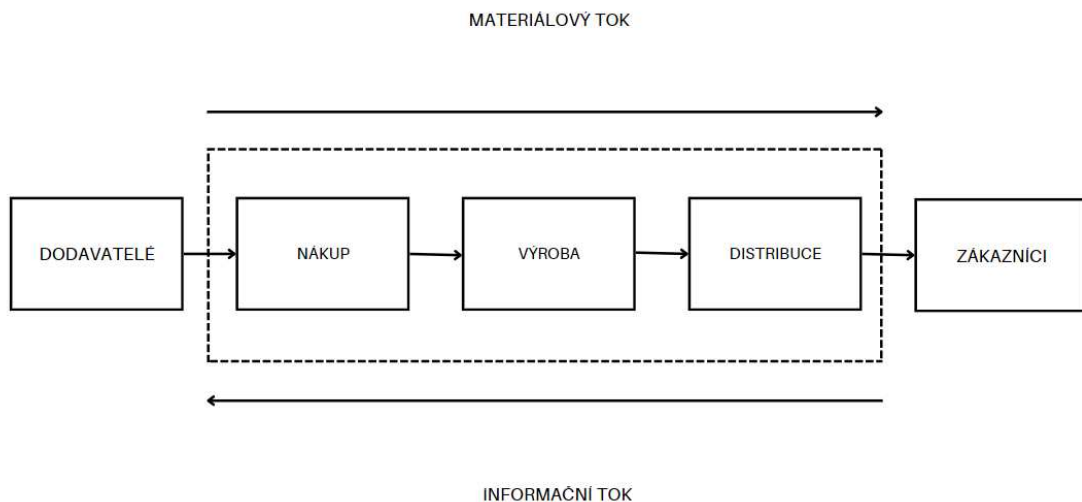 MATERIÁLOVÝ TOK
DODAVATELÉ
NÁKUP
VÝROBA
DISTRIBUCE
ZÁKAZNÍCI
INFORMAČNÍ TOK